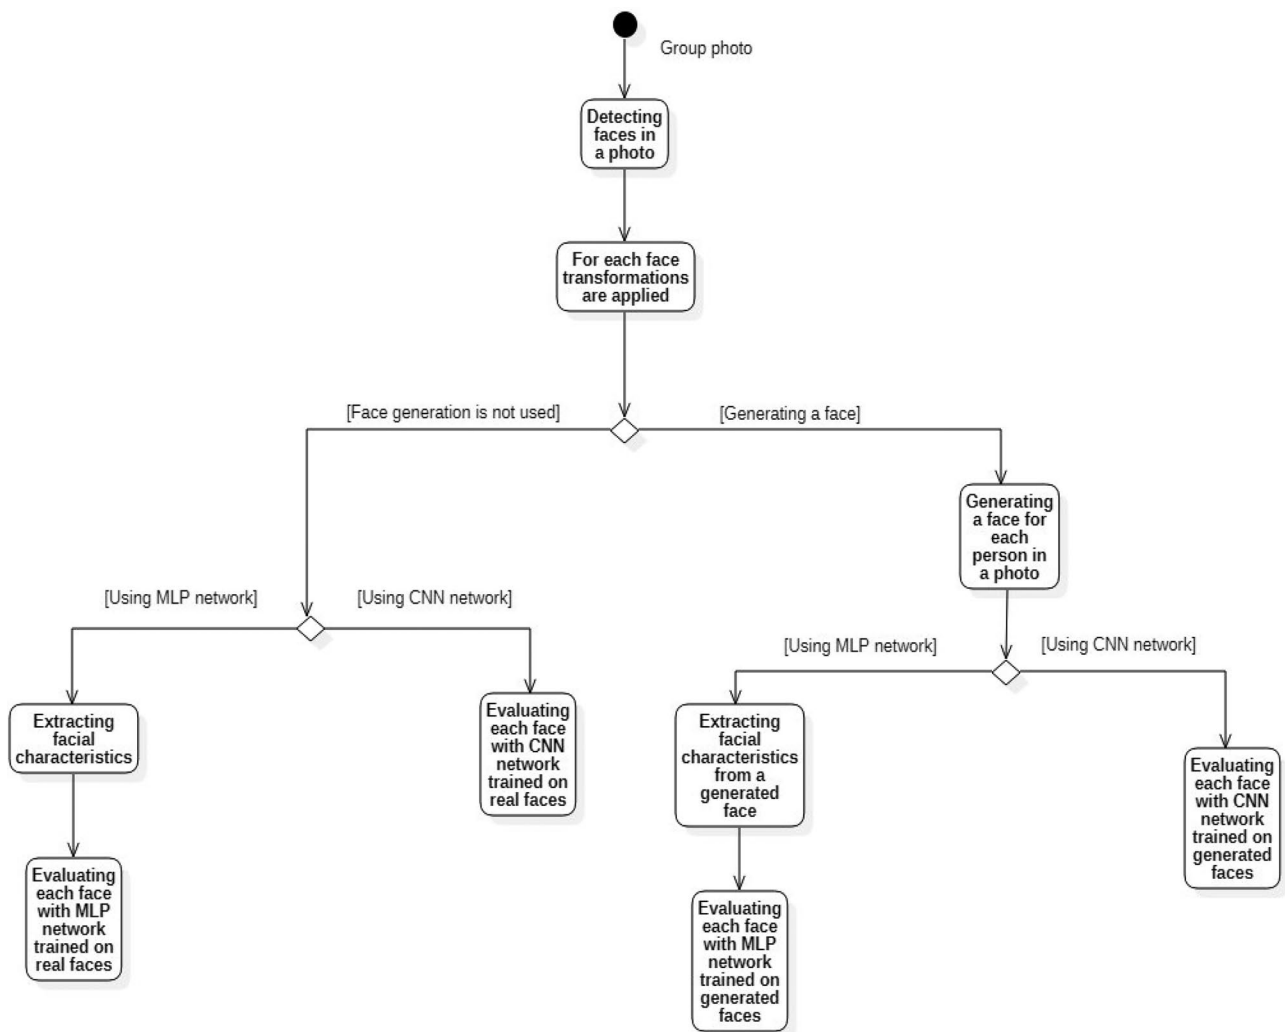 Group photo
Detecting
faces in
a photo
For each face
transformations
are applied
[Face generation is not used]
[Generating a face]
Generating
a face for
each
person in
a photo
[Using MLP network]
[Using CNN network]
[Using MLP network]
[Using CNN network]
Extracting
facial
characteristics
Evaluating
each face
with CNN
network
trained on
real faces
Extracting
facial
characteristics
from a
generated
face
Evaluating
each face
with CNN
network
trained on
generated
faces
Evaluating
each face
with MLP
network
trained on
real faces
Evaluating
each face
with MLP
network
trained on
generated
faces